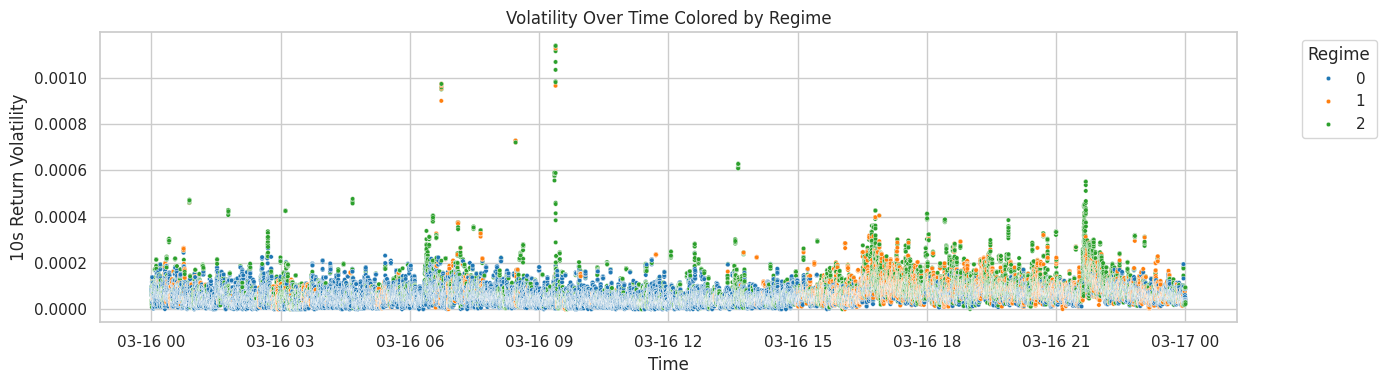 Volatility Over Time Colored by Regime
10s Return Volatility
0.0010
0.0008
0.0006
0.0004
0.0002
0.0000
03-16 00 03-16 03 03-16 06 03-16 09 03-16 12 03-16 15 03-16 18 03-16 21 03-17 00
Time
Regime
0
1
2